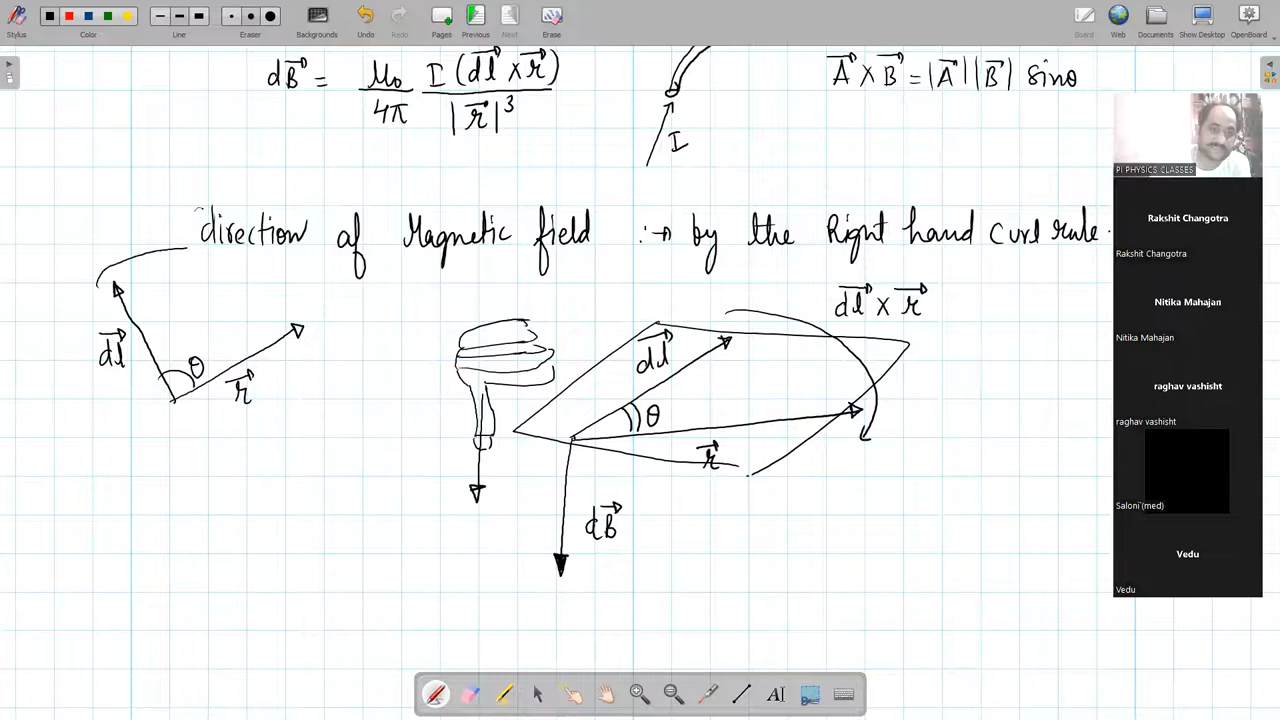 Stylus
Color
Line
Eraser
Backgrounds
Undo
Redo
Pages
Previous
Next
Erase
Board
Web
Documents
Show Desktop
OpenBoard
dB⃗ = μ₀/4π I (dl⃗ × r⃗)/|r⃗|³
I
A⃗ × B⃗ = |A⃗| |B⃗| sinθ
direction of Magnetic field :→ by the Right hand curl rule.
dl⃗ × r⃗
dl⃗
θ
r⃗
dl⃗
θ
r⃗
dB⃗
PI PHYSICS CLASSES
Rakshit Changotra
Rakshit Changotra
Nitika Mahajan
Nitika Mahajan
raghav vashisht
raghav vashisht
Saloni (med)
Vedu
Vedu